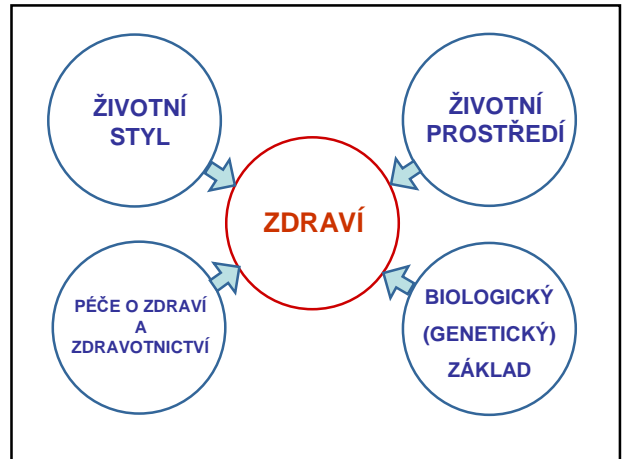 ŽIVOTNÍ
STYL
ŽIVOTNÍ
PROSTŘEDÍ
ZDRAVÍ
PÉČE O ZDRAVÍ
A
ZDRAVOTNICTVÍ
BIOLOGICKÝ
(GENETICKÝ)
ZÁKLAD